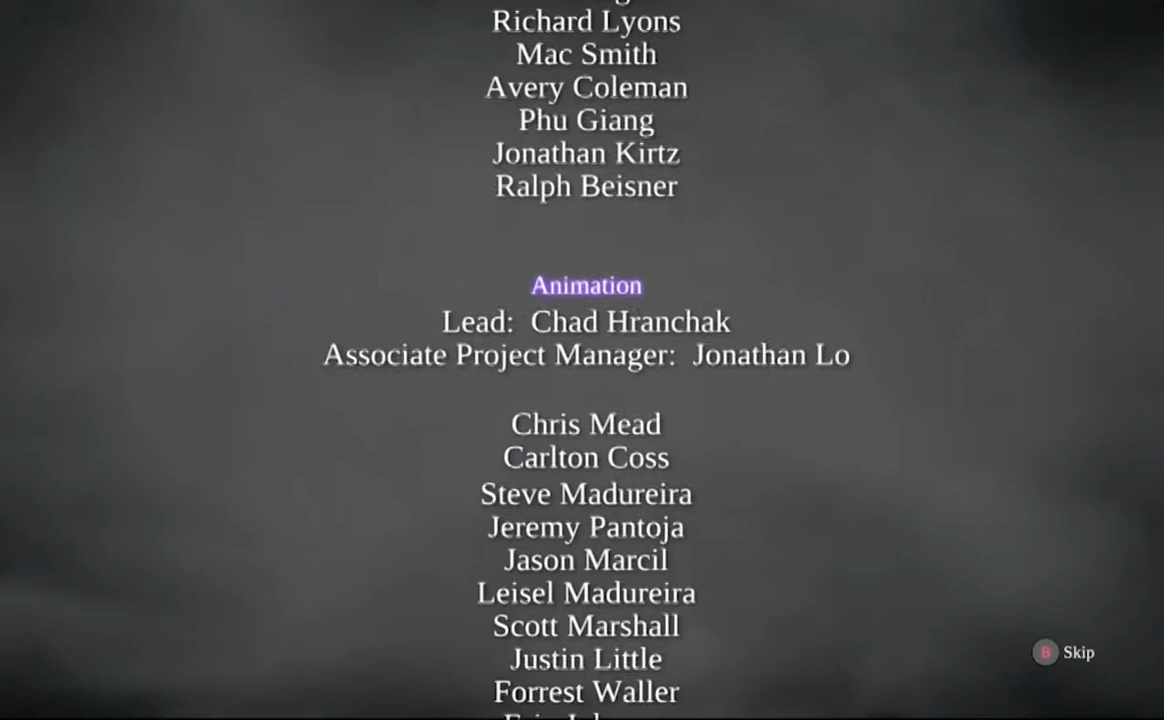 Richard Lyons
Mac Smith
Avery Coleman
Phu Giang
Jonathan Kirtz
Ralph Beisner
Animation
Lead: Chad Hranchak
Associate Project Manager: Jonathan Lo
Chris Mead
Carlton Coss
Steve Madureira
Jeremy Pantoja
Jason Marcil
Leisel Madureira
Scott Marshall
Justin Little
B Skip
Forrest Waller